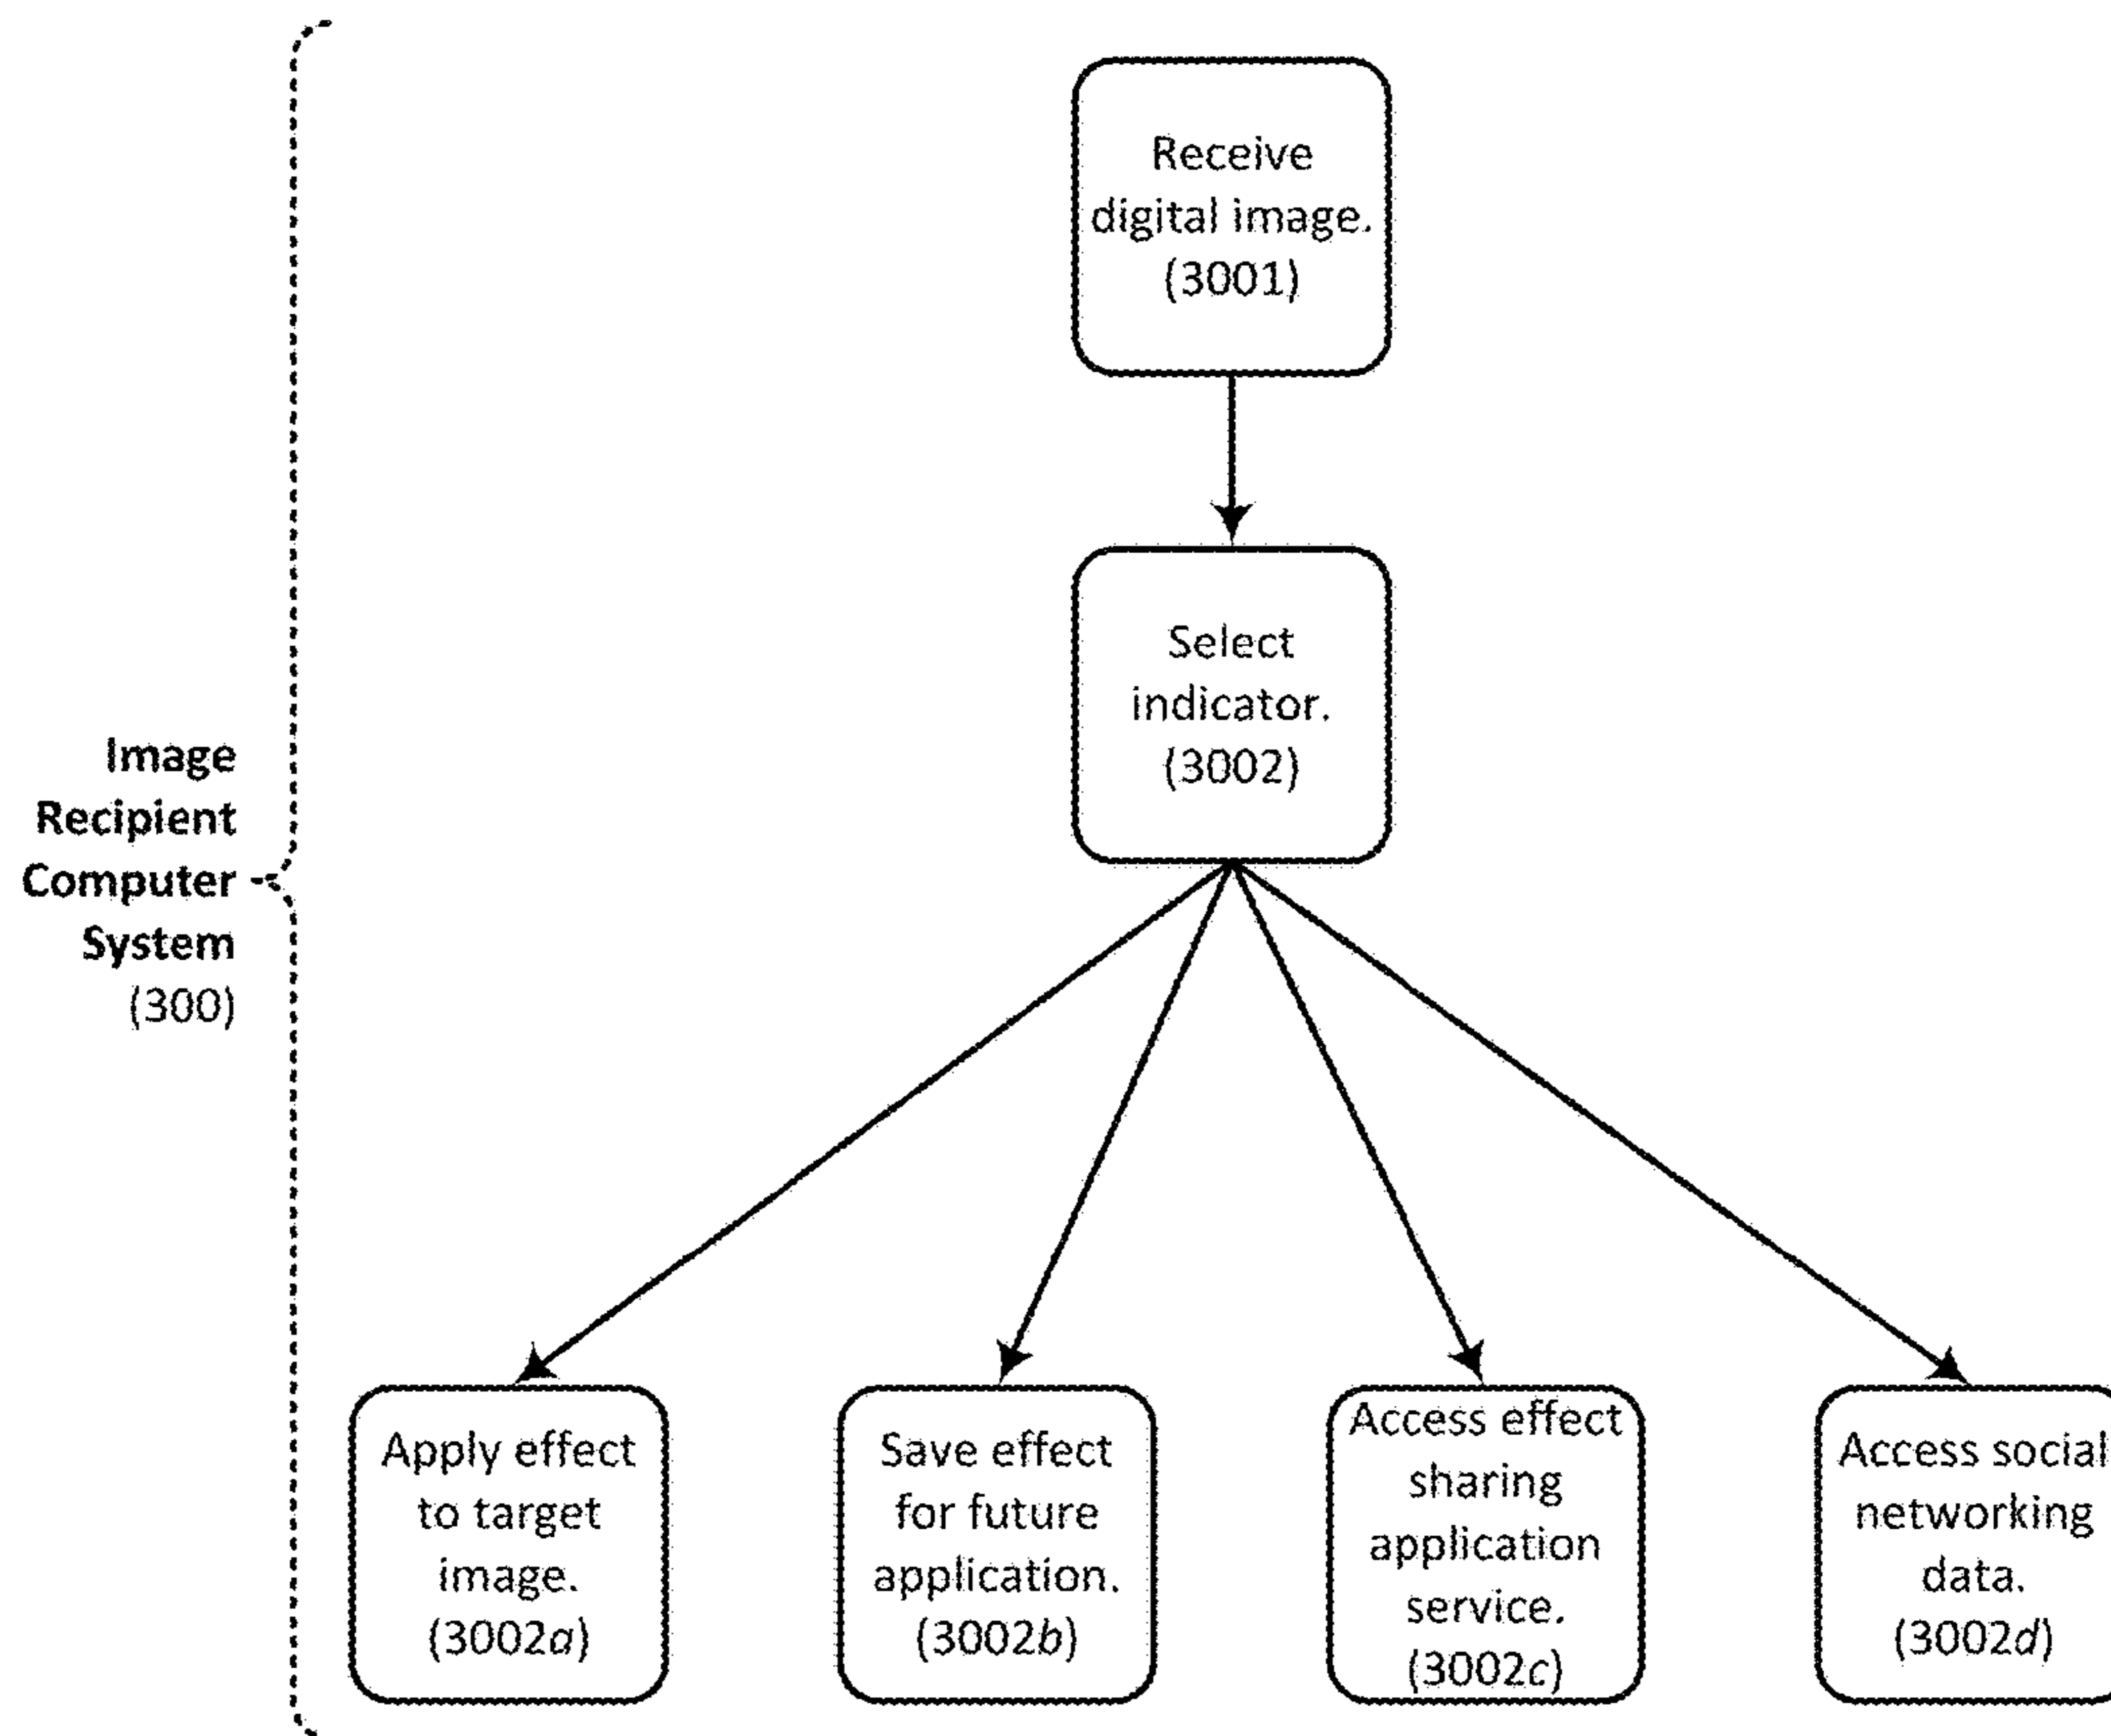 Receive
digital image.
(3001)
Select
indicator.
(3002)
Image
Recipient
Computer
System
(300)
Apply effect
to target
image.
(3002a)
Save effect
for future
application.
(3002b)
Access effect
sharing
application
service.
(3002c)
Access social
networking
data.
(3002d)